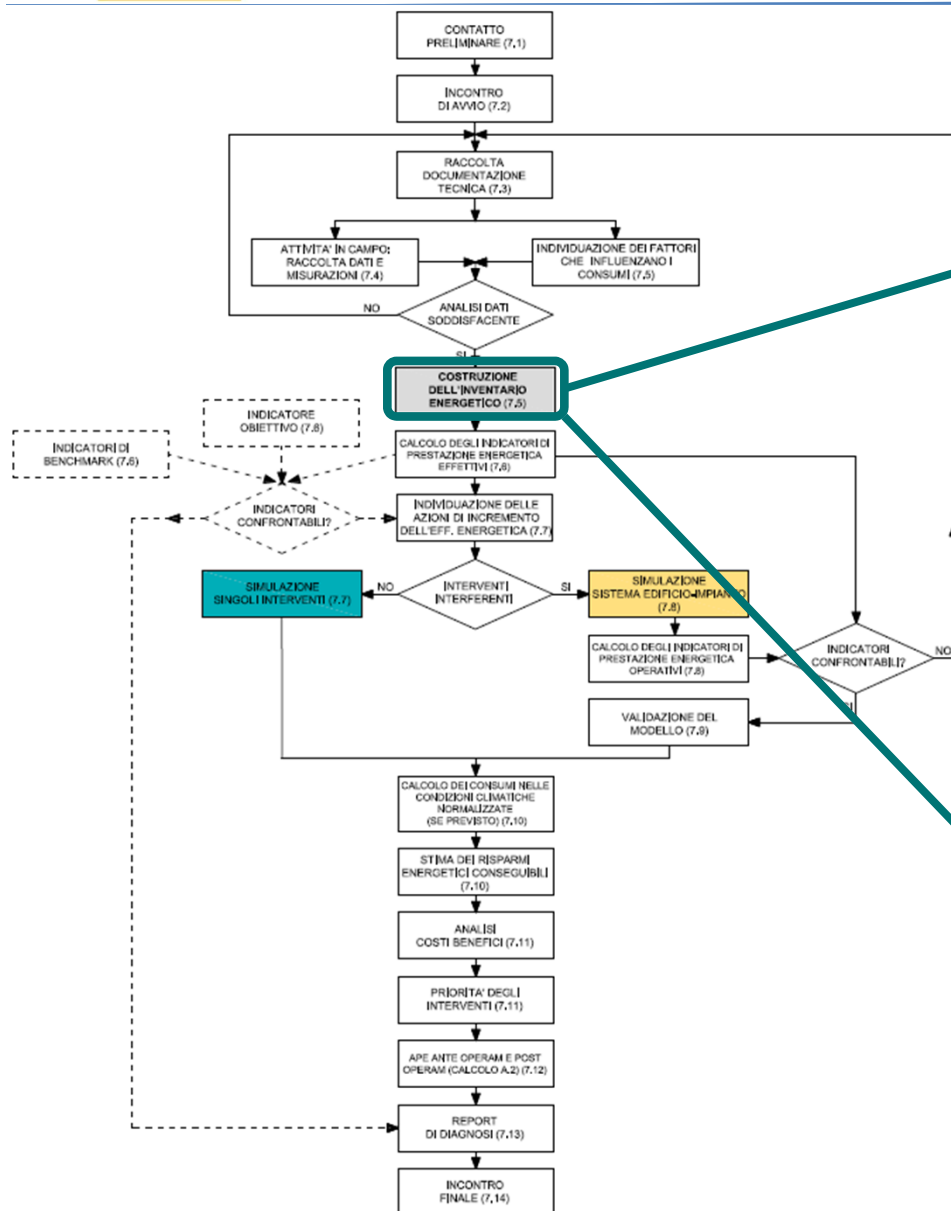 CONTATTO
PRELIMINARE (7.1)
INCONTRO
DI AVVIO (7.2)
RACCOLTA
DOCUMENTAZIONE
TECNICA (7.3)
ATTIVITA' IN CAMPO:
RACCOLTA DATI E
MISURAZIONI (7.4)
INDIVIDUAZIONE DEI FATTORI
CHE INFLUENZANO I
CONSUMI (7.5)
NO
ANALISI DATI
SODDISFACENTE
SI
COSTRUZIONE
DELL'INVENTARIO
ENERGETICO (7.5)
INDICATORE
OBIETTIVO (7.6)
INDICATORI DI
BENCHMARK (7.6)
CALCOLO DEGLI INDICATORI DI
PRESTAZIONE ENERGETICA
EFFETTIVI (7.6)
INDICATORI
CONFRONTABILI?
INDIVIDUAZIONE DELLE
AZIONI DI INCREMENTO
DELL'EFF. ENERGETICA (7.7)
SIMULAZIONE
SINGOLI INTERVENTI (7.7)
NO
INTERVENTI
INTERFERENTI
SI
SIMULAZIONE
SISTEMA EDIFICIO-IMPIANTO
(7.8)
CALCOLO DEGLI INDICATORI DI
PRESTAZIONE ENERGETICA
OPERATIVI (7.8)
INDICATORI
CONFRONTABILI?
NO
SI
VALIDAZIONE DEL
MODELLO (7.9)
CALCOLO DEI CONSUMI NELLE
CONDIZIONI CLIMATICHE
NORMALIZZATE
(SE PREVISTO) (7.10)
STIMA DEI RISPARMI
ENERGETICI CONSEGUIBILI
(7.10)
ANALISI
COSTI BENEFICI (7.11)
PRIORITA' DEGLI
INTERVENTI (7.11)
APE ANTE OPERAM E POST
OPERAM (CALCOLO A.2) (7.12)
REPORT
DI DIAGNOSI (7.13)
INCONTRO
FINALE (7.14)